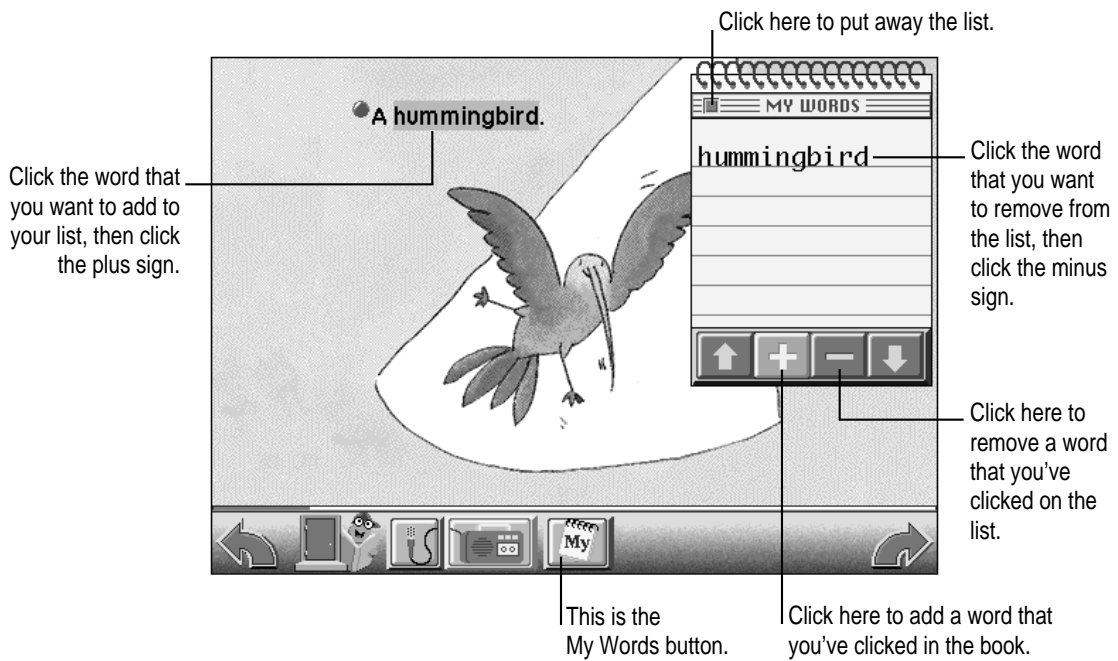 Click here to put away the list.
A hummingbird.
MY WORDS
hummingbird
Click the word that
you want to add to
your list, then click
the plus sign.
Click the word
that you want
to remove from
the list, then
click the minus
sign.
Click here to
remove a word
that you've
clicked on the
list.
My
This is the
My Words button.
Click here to add a word that
you've clicked in the book.